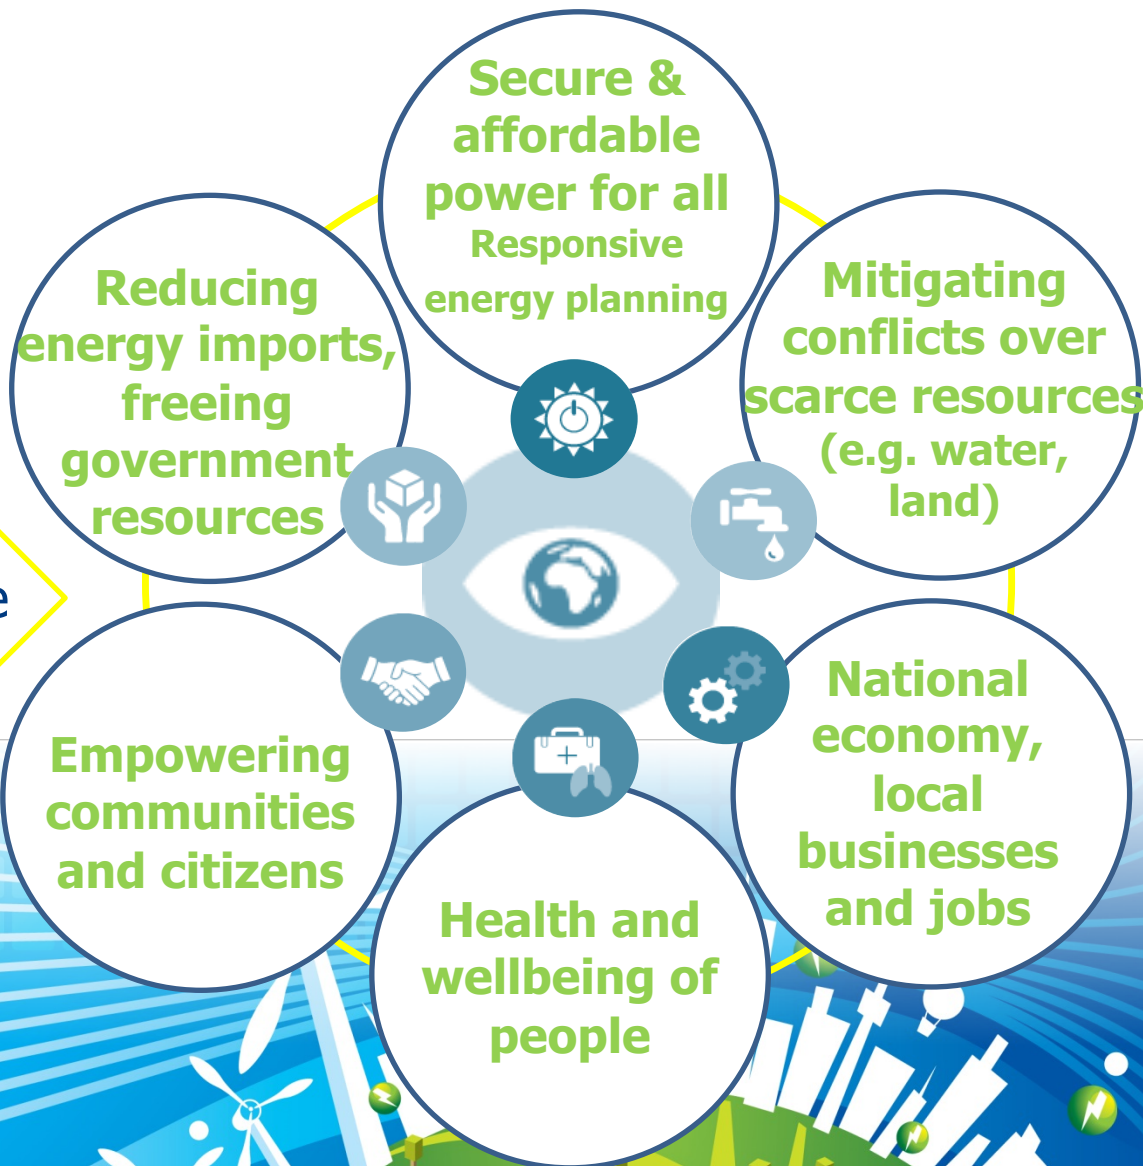 Secure &
affordable
power for all
Responsive
energy planning
Mitigating
conflicts over
scarce resources
(e.g. water,
land)
National
economy,
local
businesses
and jobs
Health and
wellbeing of
people
Empowering
communities
and citizens
Reducing
energy imports,
freeing
government
resources
e